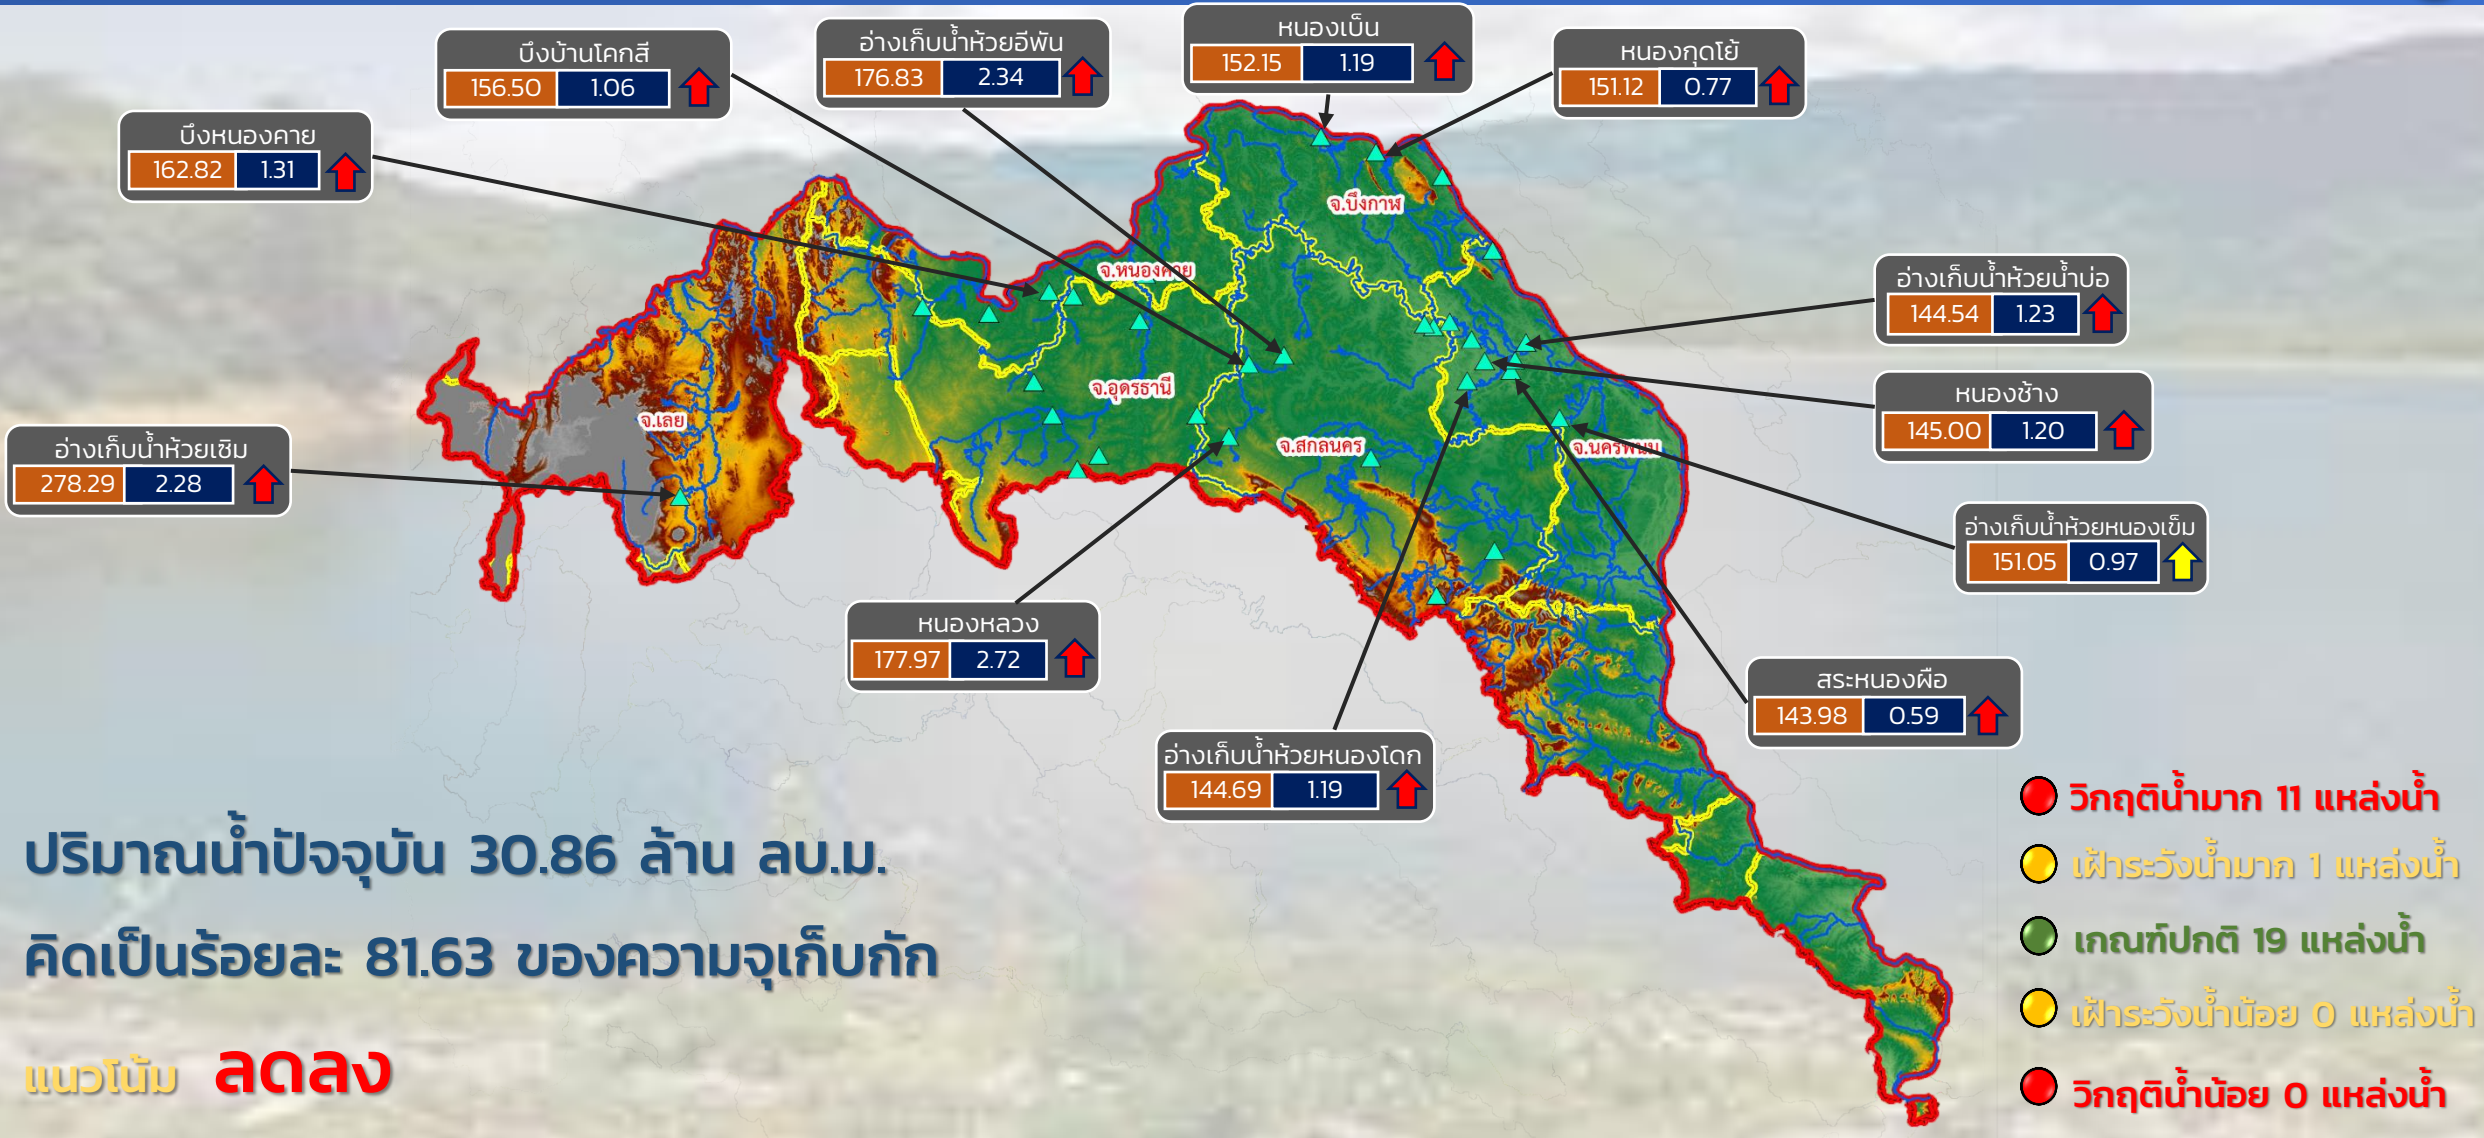 หนองเบ็น
152.15 1.19
อ่างเก็บน้ำห้วยอีพัน
176.83 2.34
บึงบ้านโคกสี
156.50 1.06
หนองกุดโย้
151.12 0.77
บึงหนองคาย
162.82 1.31
จ.บึงกาฬ
จ.หนองคาย
อ่างเก็บน้ำห้วยน้ำบ่อ
144.54 1.23
จ.อุดรธานี
หนองช้าง
145.00 1.20
จ.เลย
จ.สกลนคร
จ.นครพนม
อ่างเก็บน้ำห้วยเซิม
278.29 2.28
อ่างเก็บน้ำห้วยหนองเข็ม
151.05 0.97
หนองหลวง
177.97 2.72
สระหนองผือ
143.98 0.59
อ่างเก็บน้ำห้วยหนองโดก
144.69 1.19
ปริมาณน้ำปัจจุบัน 30.86 ล้าน ลบ.ม.
คิดเป็นร้อยละ 81.63 ของความจุเก็บกัก
แนวโน้ม ลดลง
วิกฤติน้ำมาก 11 แหล่งน้ำ
เฝ้าระวังน้ำมาก 1 แหล่งน้ำ
เกณฑ์ปกติ 19 แหล่งน้ำ
เฝ้าระวังน้ำน้อย 0 แหล่งน้ำ
วิกฤติน้ำน้อย 0 แหล่งน้ำ